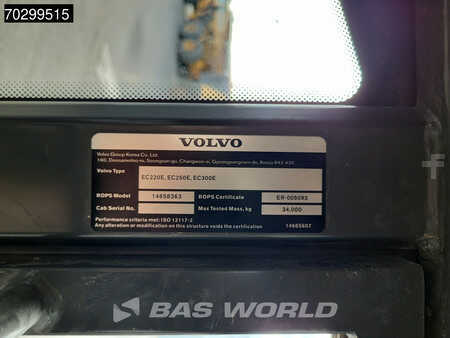 70299515
VOLVO
Volvo Group Korea Co. Ltd.
Volvo Type EC220E, EC250E, EC300E
ROPS Model 14658363 ROPS Certificate
Cab Serial No. Max Tested Mass, kg 34,000
Performance criteria met: ISO 12117-2
Any alteration or modification on this structure voids the certification
BAS WORLD